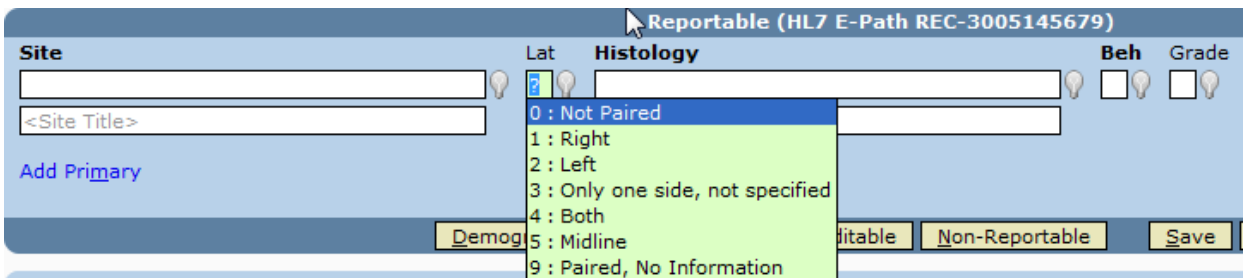 Reportable (HL7 E-Path REC-3005145679)
Site Lat Histology Beh Grade
?
<Site Title>
0 : Not Paired
1 : Right
2 : Left
3 : Only one side, not specified
4 : Both
5 : Midline
9 : Paired, No Information
Add Primary
Non-Reportable Save